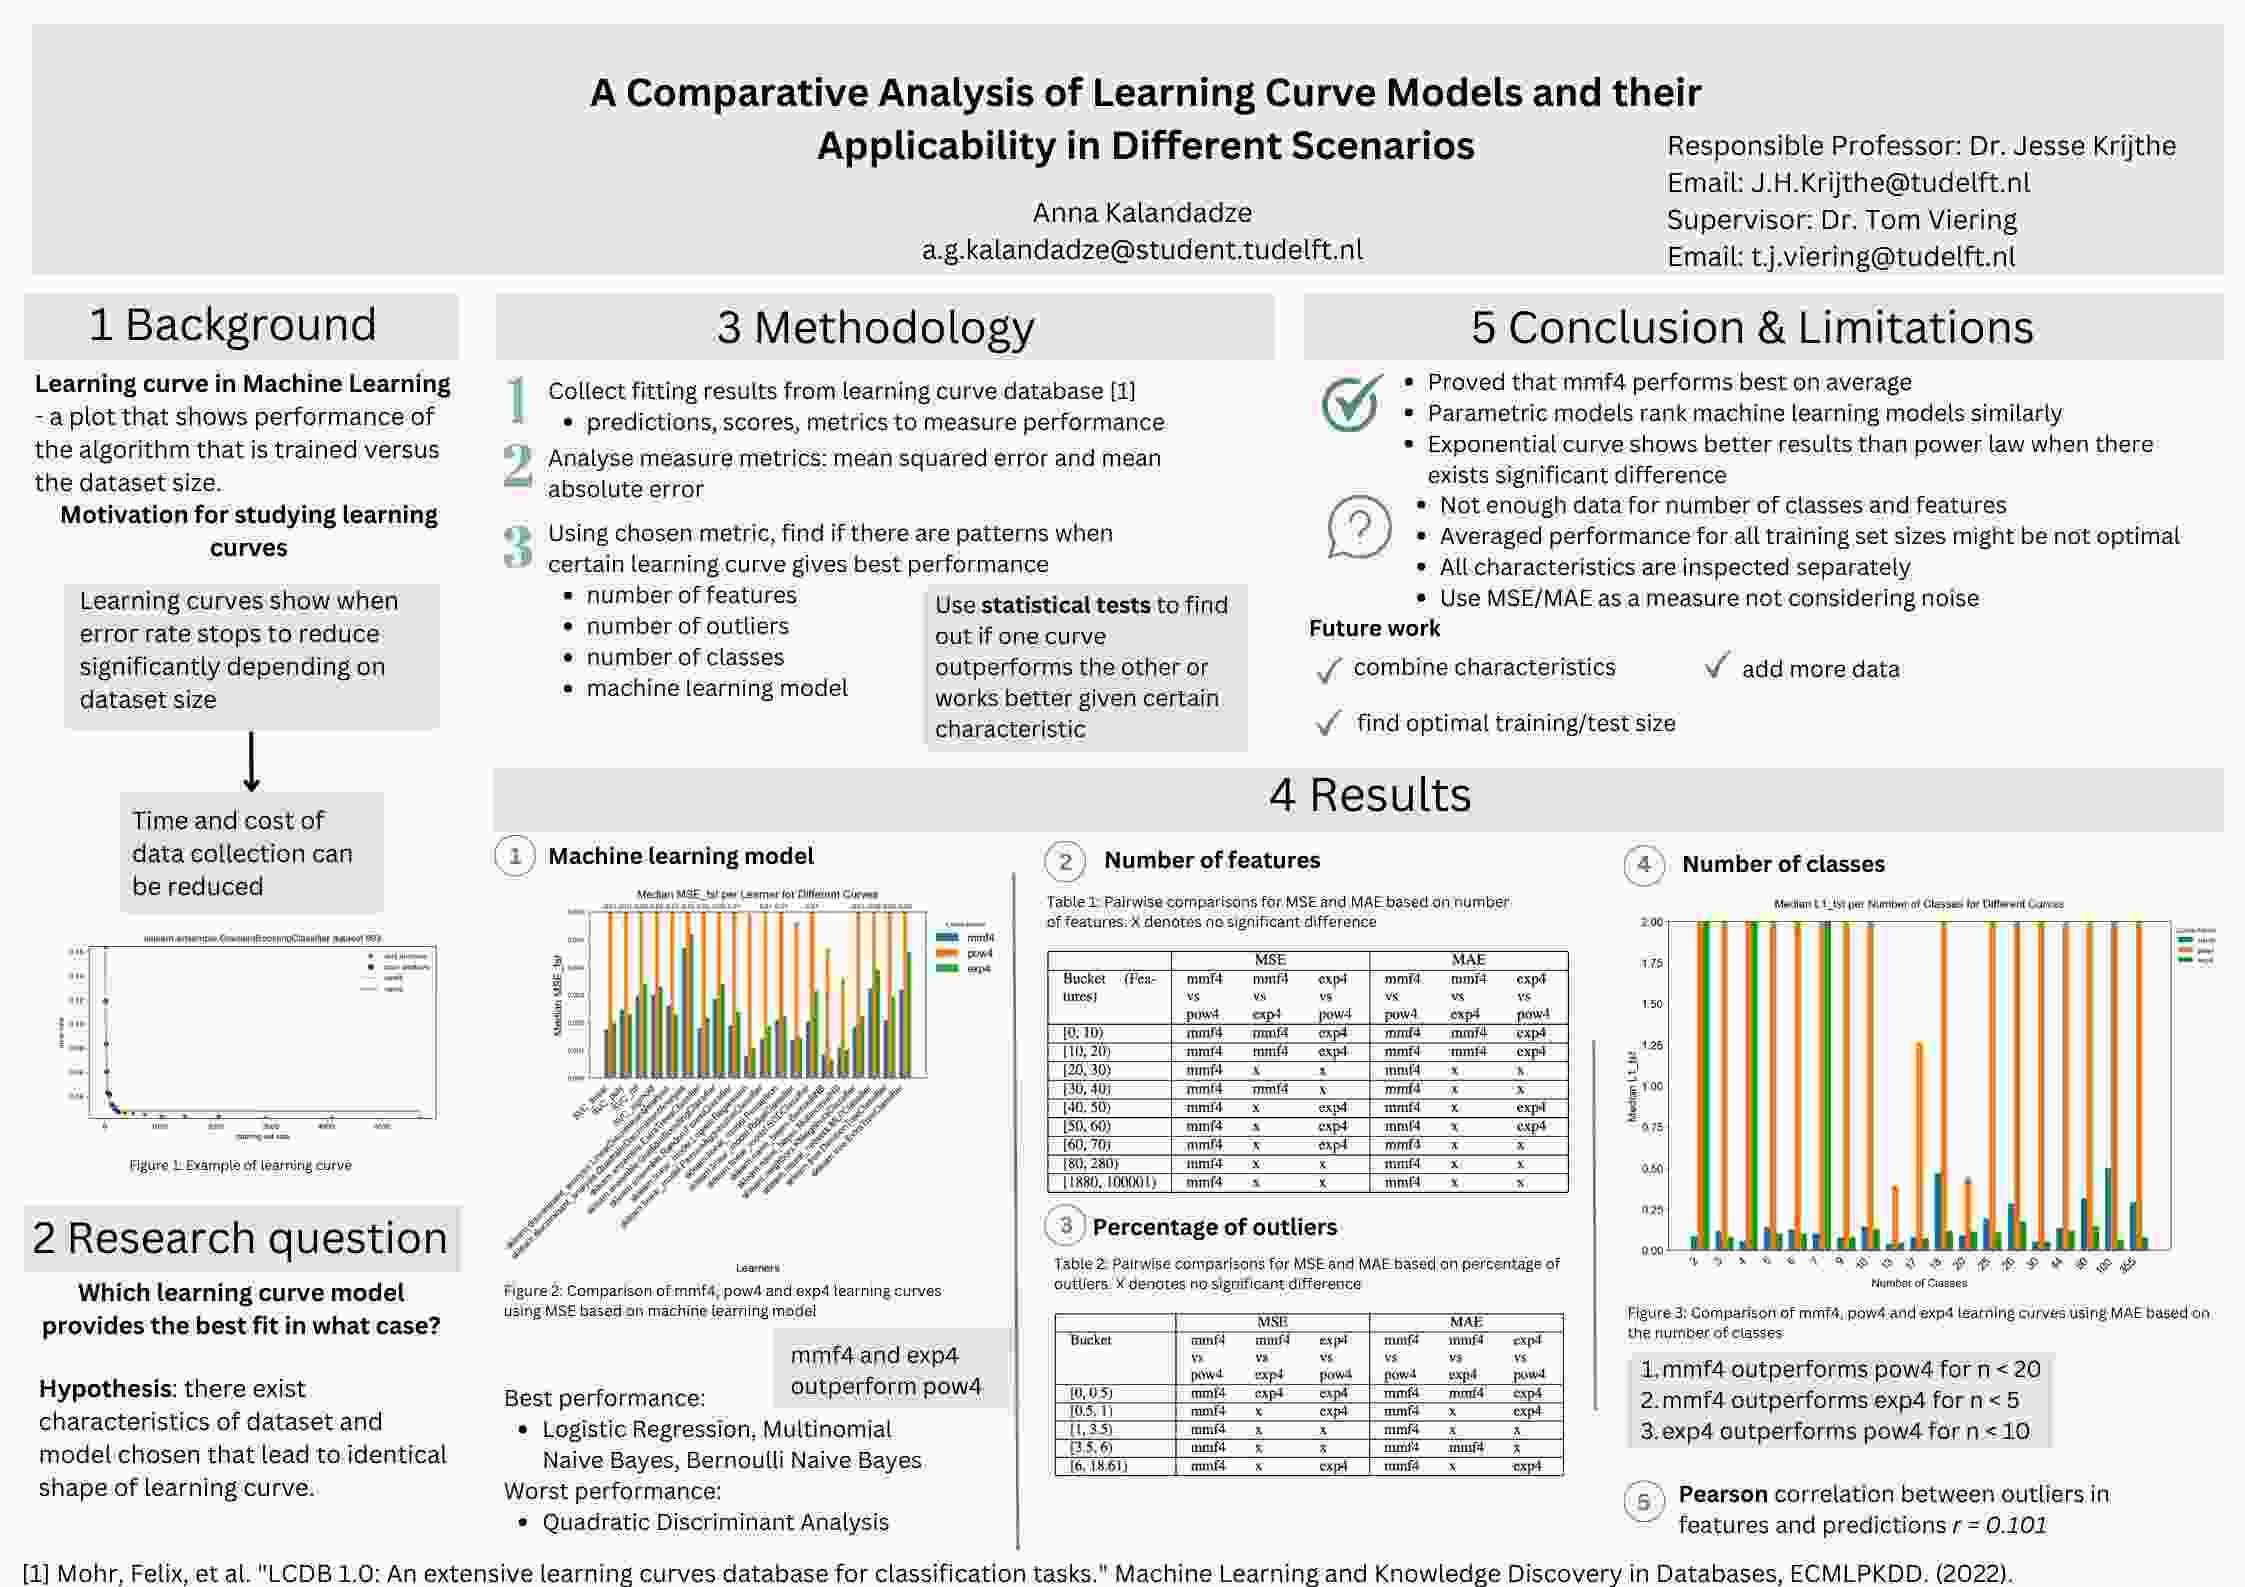 A Comparative Analysis of Learning Curve Models and their
Applicability in Different Scenarios
Anna Kalandadze
a.g.kalandadze@student.tudelft.nl
Responsible Professor: Dr. Jesse Krijthe
Email: J.H.Krijthe@tudelft.nl
Supervisor: Dr. Tom Viering
Email: t.j.viering@tudelft.nl
1 Background
Learning curve in Machine Learning
- a plot that shows performance of
the algorithm that is trained versus
the dataset size.
Motivation for studying learning
curves
Learning curves show when
error rate stops to reduce
significantly depending on
dataset size
Time and cost of
data collection can
be reduced
Figure 1: Example of learning curve
2 Research question
Which learning curve model
provides the best fit in what case?
Hypothesis: there exist
characteristics of dataset and
model chosen that lead to identical
shape of learning curve.
3 Methodology
1 Collect fitting results from learning curve database [1]
• predictions, scores, metrics to measure performance
2 Analyse measure metrics: mean squared error and mean
absolute error
3 Using chosen metric, find if there are patterns when
certain learning curve gives best performance
• number of features
• number of outliers
• number of classes
• machine learning model
Use statistical tests to find
out if one curve
outperforms the other or
works better given certain
characteristic
5 Conclusion & Limitations
• Proved that mmf4 performs best on average
• Parametric models rank machine learning models similarly
• Exponential curve shows better results than power law when there
exists significant difference
?
• Not enough data for number of classes and features
• Averaged performance for all training set sizes might be not optimal
• All characteristics are inspected separately
• Use MSE/MAE as a measure not considering noise
Future work
combine characteristics
add more data
find optimal training/test size
4 Results
1 Machine learning model
Median MSE_tst per Learner for Different Curves
Median MSE_tst
mmf4
pow4
exp4
Learners
Figure 2: Comparison of mmf4, pow4 and exp4 learning curves
using MSE based on machine learning model
mmf4 and exp4
outperform pow4
Best performance:
• Logistic Regression, Multinomial
Naive Bayes, Bernoulli Naive Bayes
Worst performance:
• Quadratic Discriminant Analysis
2 Number of features
Table 1: Pairwise comparisons for MSE and MAE based on number
of features. X denotes no significant difference
MSE MAE
Bucket (Fea- mmf4 mmf4 exp4 mmf4 mmf4 exp4
tures) vs vs vs vs vs vs
pow4 exp4 pow4 pow4 exp4 pow4
[0, 10) mmf4 mmf4 exp4 mmf4 mmf4 exp4
[10, 20) mmf4 mmf4 exp4 mmf4 mmf4 exp4
[20, 30) mmf4 x x mmf4 x x
[30, 40) mmf4 mmf4 x mmf4 x x
[40, 50) mmf4 x exp4 mmf4 x exp4
[50, 60) mmf4 x exp4 mmf4 x exp4
[60, 70) mmf4 x exp4 mmf4 x x
[80, 280) mmf4 x x mmf4 x x
[1880, 100001) mmf4 x x mmf4 x x
3 Percentage of outliers
Table 2: Pairwise comparisons for MSE and MAE based on percentage of
outliers. X denotes no significant difference
MSE MAE
Bucket mmf4 mmf4 exp4 mmf4 mmf4 exp4
vs vs vs vs vs vs
pow4 exp4 pow4 pow4 exp4 pow4
[0, 0.5) mmf4 exp4 exp4 mmf4 mmf4 exp4
[0.5, 1) mmf4 x exp4 mmf4 x exp4
[1, 3.5) mmf4 x x mmf4 x x
[3.5, 6) mmf4 x x mmf4 mmf4 x
[6, 18.61) mmf4 x exp4 mmf4 x exp4
4 Number of classes
Median L1_tst per Number of Classes for Different Curves
Median L1_tst
2.00
1.75
1.50
1.25
1.00
0.75
0.50
0.25
0.00
Number of Classes
Figure 3: Comparison of mmf4, pow4 and exp4 learning curves using MAE based on
the number of classes
1. mmf4 outperforms pow4 for n < 20
2. mmf4 outperforms exp4 for n < 5
3. exp4 outperforms pow4 for n < 10
Pearson correlation between outliers in
features and predictions r = 0.101
[1] Mohr, Felix, et al. "LCDB 1.0: An extensive learning curves database for classification tasks." Machine Learning and Knowledge Discovery in Databases, ECMLPKDD. (2022).